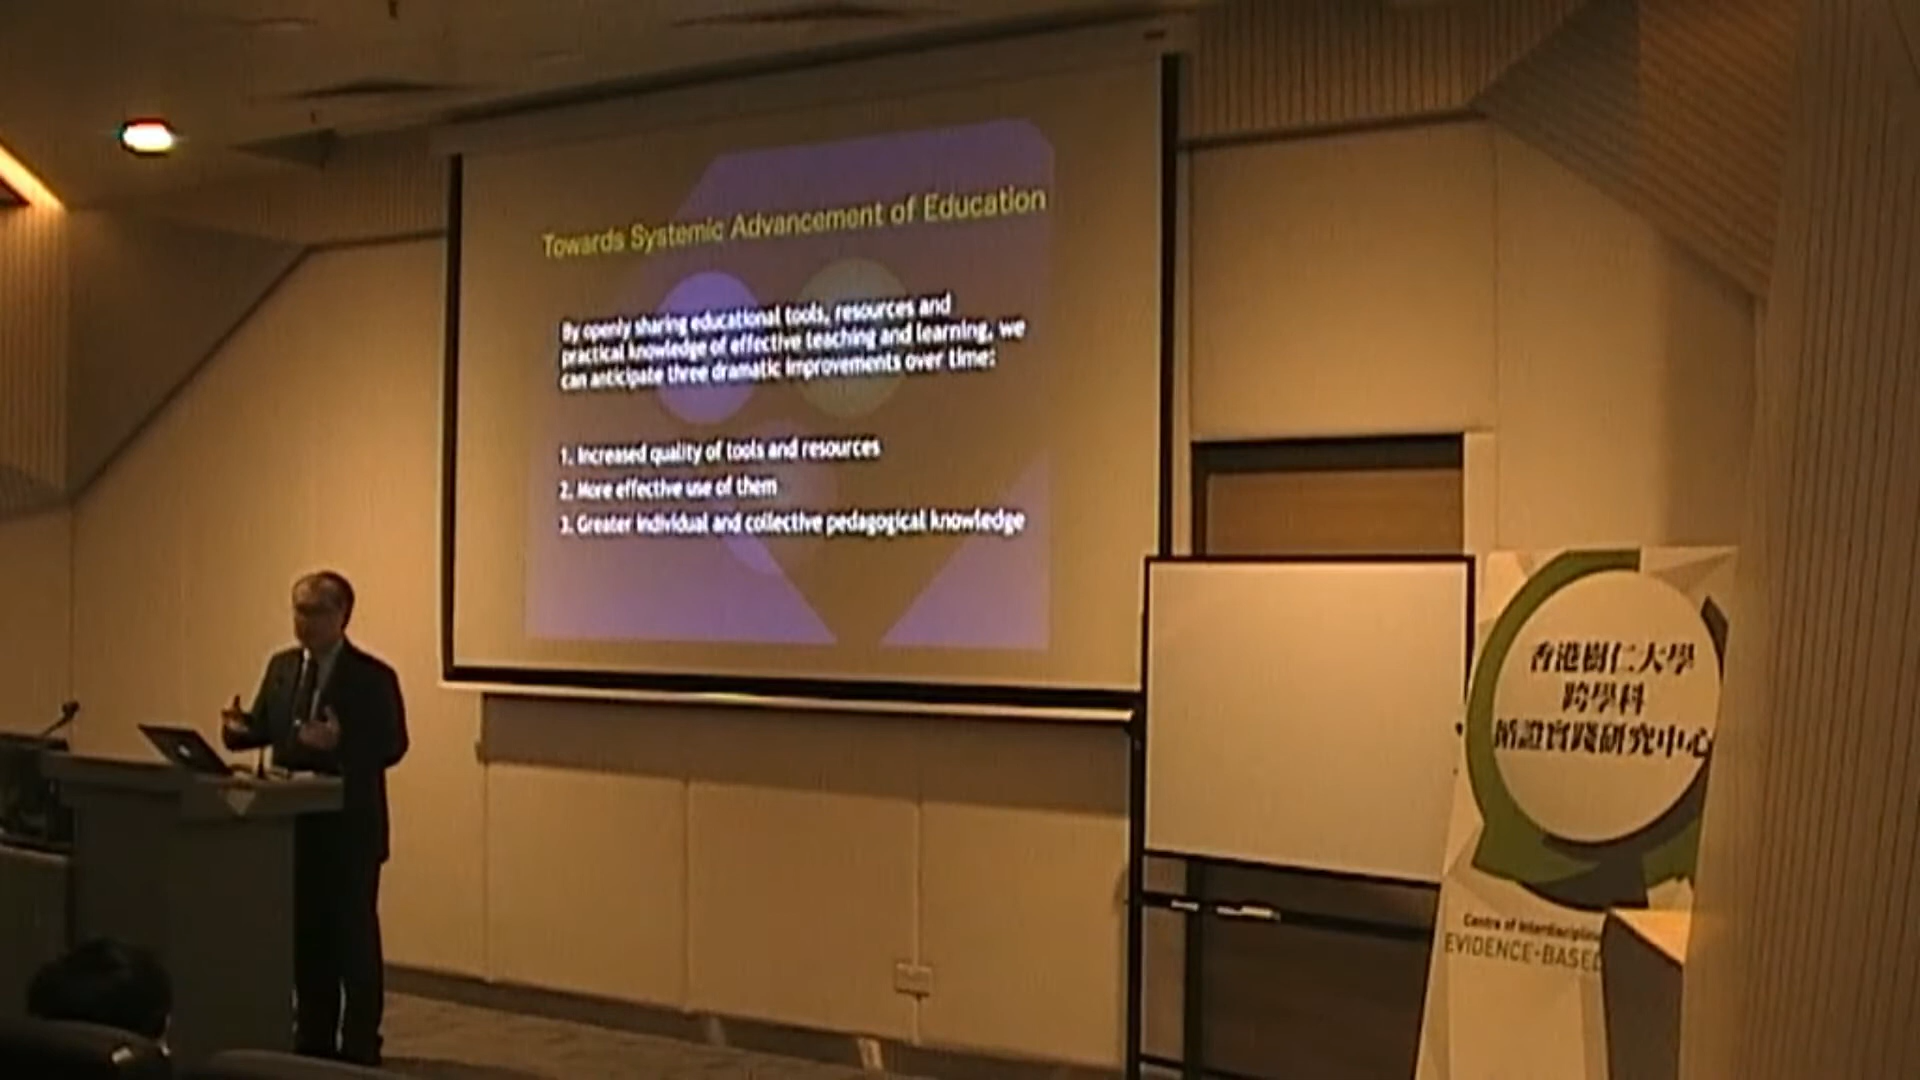 Towards Systemic Advancement of Education
By openly sharing educational tools, resources and
practical knowledge of effective teaching and learning, we
can anticipate three dramatic improvements over time:
1. Increased quality of tools and resources
2. More effective use of them
3. Greater individual and collective pedagogical knowledge
香港樹仁大學
跨學科
循證實踐研究中心
Centre of Interdisciplin
EVIDENCE-BASED